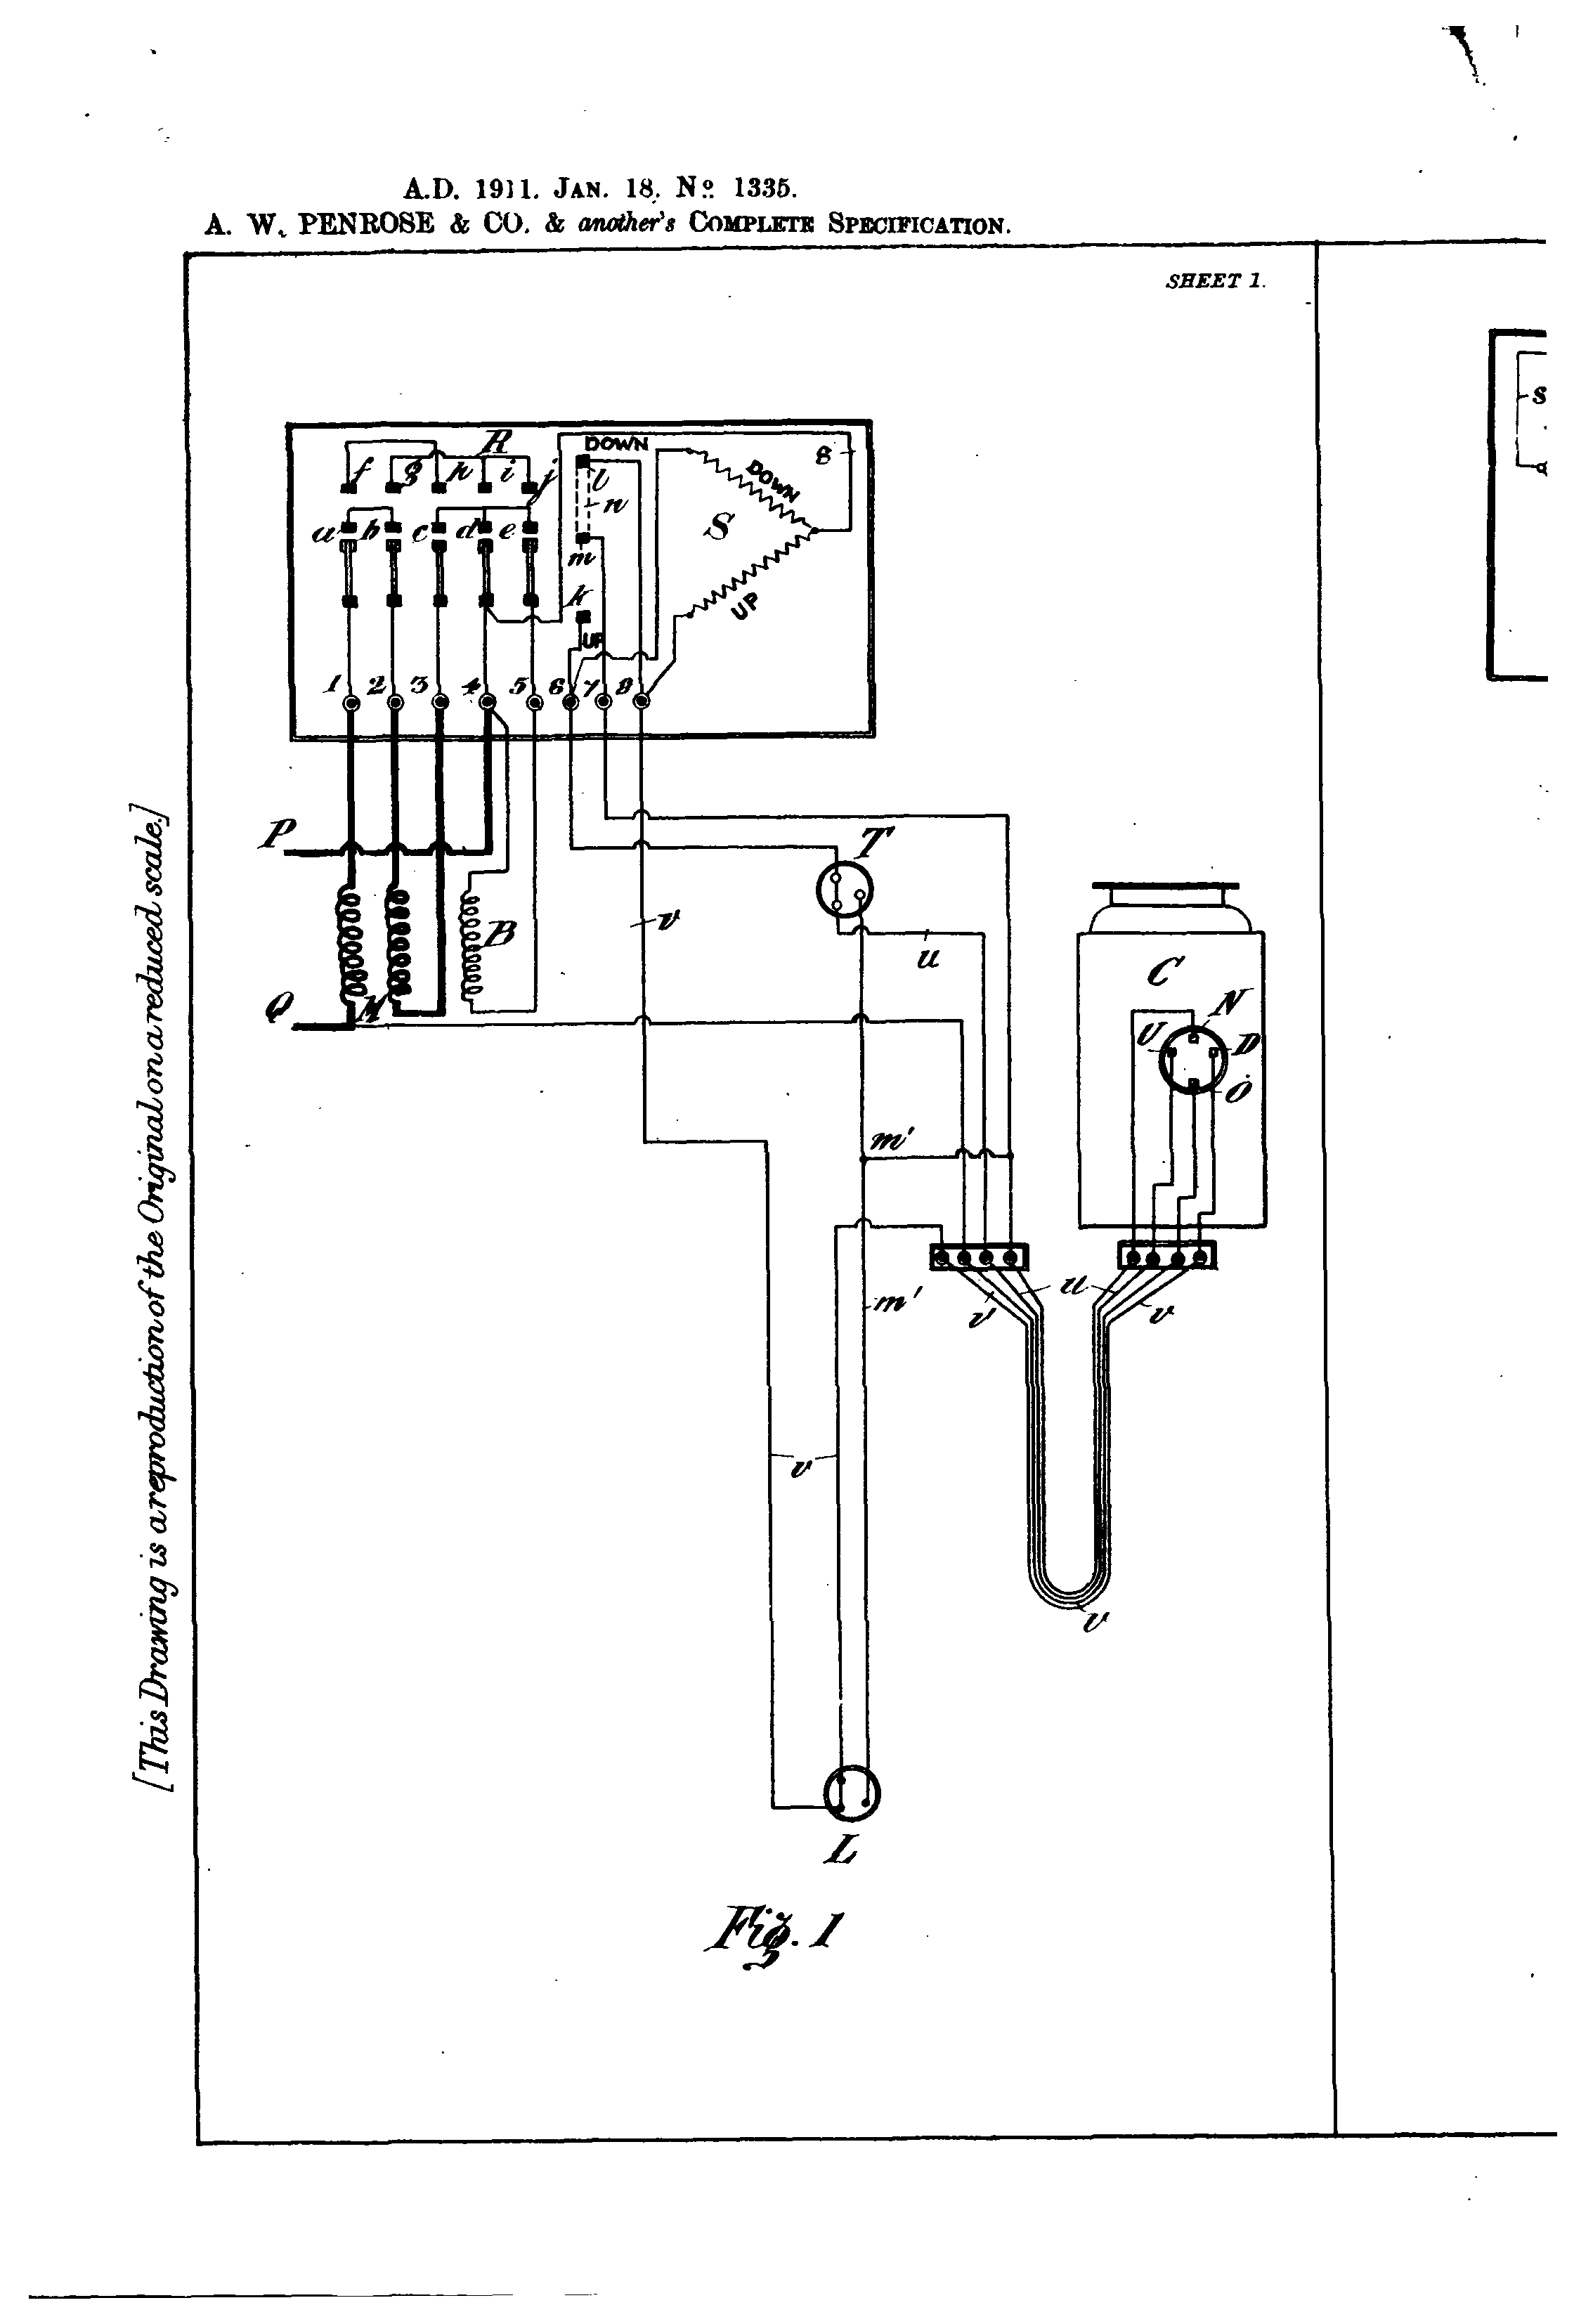 A.D. 1911. JAN. 18. No. 1335.
A. W. PENROSE & CO. & another's COMPLETE SPECIFICATION.
SHEET 1.
[This Drawing is a reproduction of the Original on a reduced scale.]
R
DOWN
8
f g h i j
l
DOWN
n
S
a b c d e
m
k
UP
UP
1 2 3 4 5 6 7 9
P
T
v
B
u
C
Q
M
N
U
D
O
m'
u
m'
v
v
v
v
L
Fig. 1
S